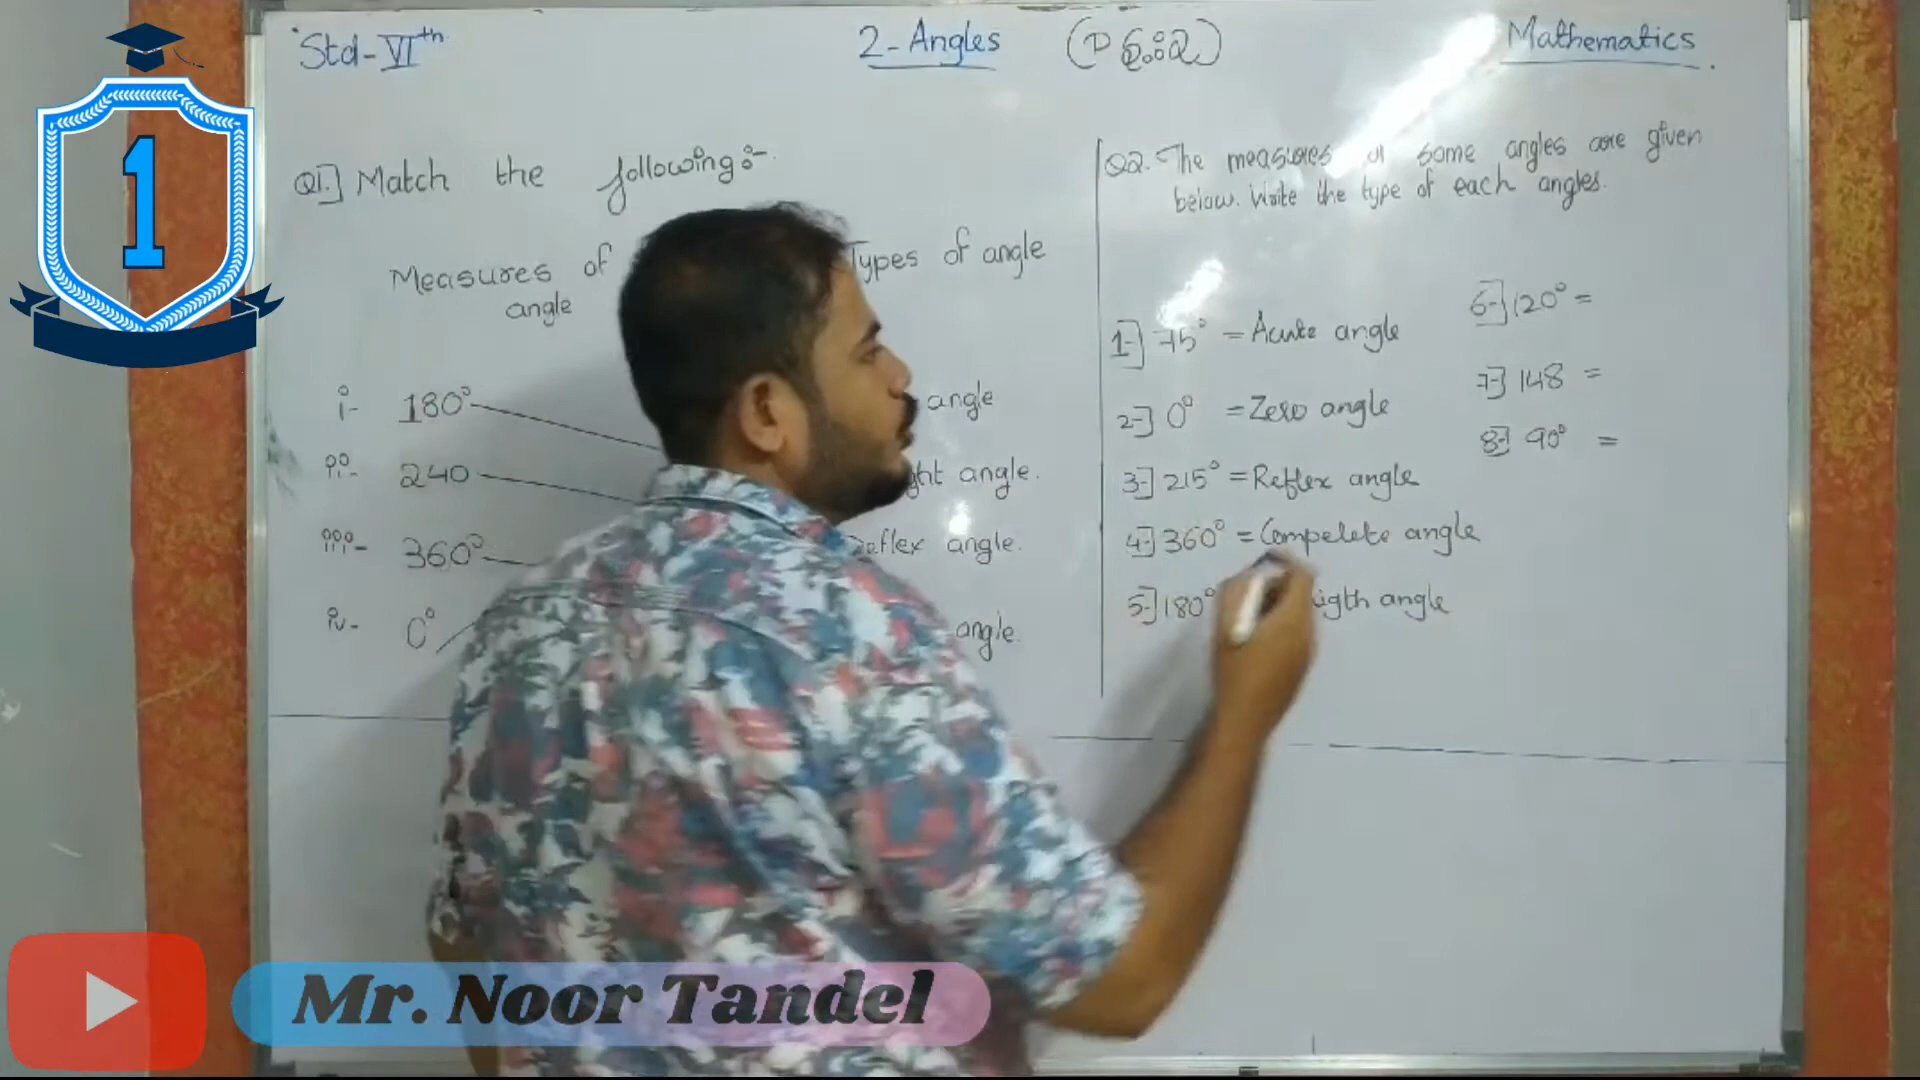 Std-VIth
2-Angles
Mathematics
1
Q1.] Match the following:-
Measures of
angle
Types of angle
i- 180°
angle
ii- 240
ght angle.
iii- 360°
Reflex angle.
iv- 0°
angle.
Q2. The measures of some angles are given
below. Write the type of each angles.
1-] 75° = Acute angle
2-] 0° = Zero angle
3-] 215° = Reflex angle
4-] 360° = Compelete angle
5-] 180° igth angle
6-] 120° =
7-] 148 =
8-] 90° =
Mr. Noor Tandel